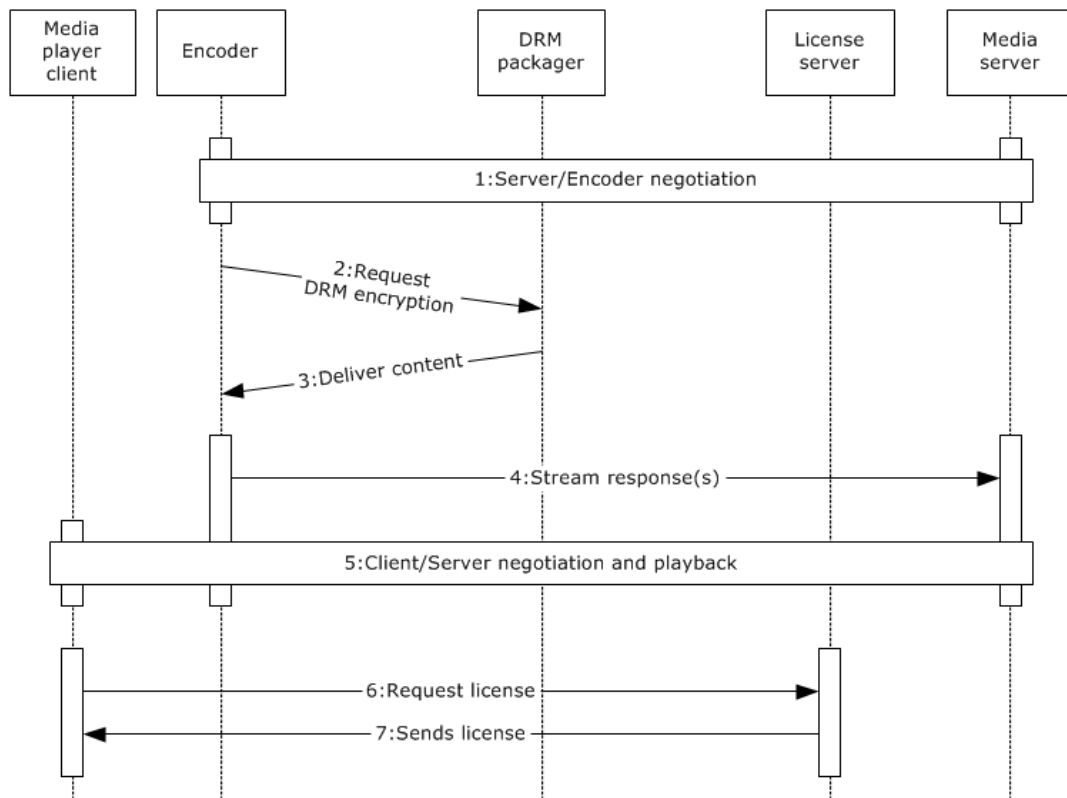 Media
player
client
Encoder
DRM
packager
License
server
Media
server
1:Server/Encoder negotiation
2:Request
DRM encryption
3:Deliver content
4:Stream response(s)
5:Client/Server negotiation and playback
6:Request license
7:Sends license